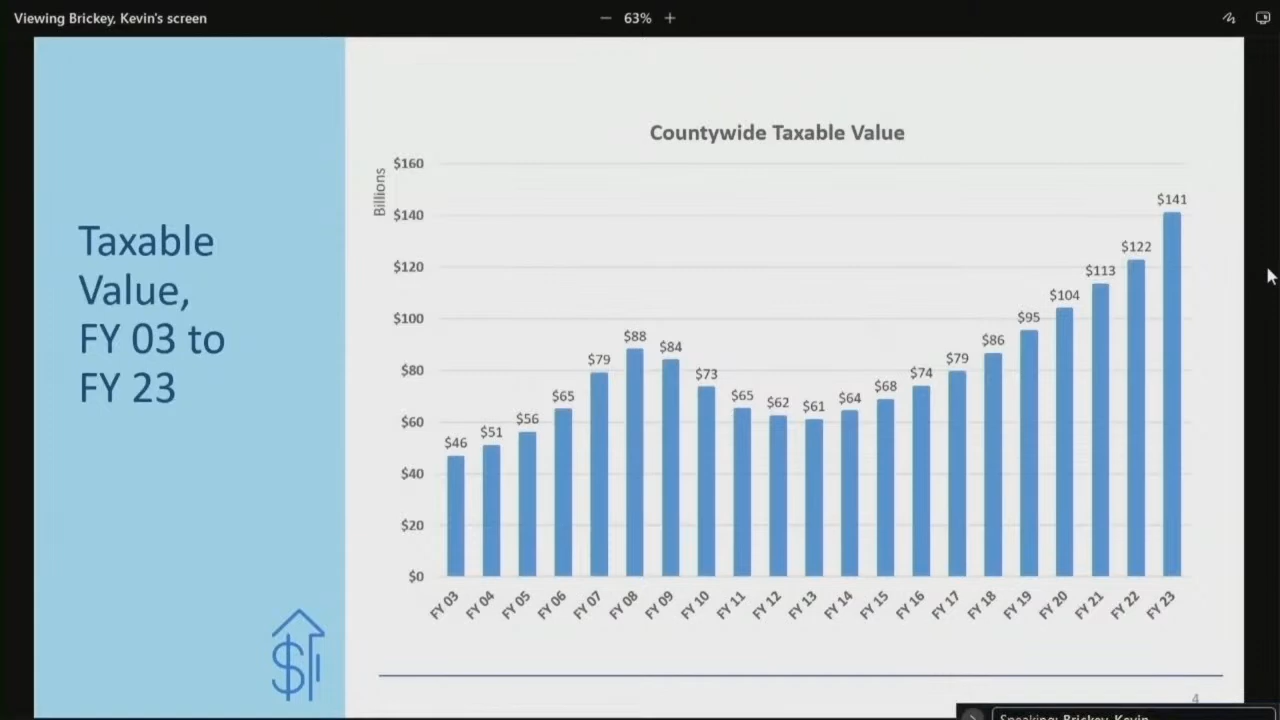 Viewing Brickey, Kevin's screen
63%
Taxable
Value,
FY 03 to
FY 23
Countywide Taxable Value
Billions
$160
$140
$120
$100
$80
$60
$40
$20
$0
$46
$51
$56
$65
$79
$88
$84
$73
$65
$62
$61
$64
$68
$74
$79
$86
$95
$104
$113
$122
$141
FY 03
FY 04
FY 05
FY 06
FY 07
FY 08
FY 09
FY 10
FY 11
FY 12
FY 13
FY 14
FY 15
FY 16
FY 17
FY 18
FY 19
FY 20
FY 21
FY 22
FY 23
4
Speaking: Brickey, Kevin